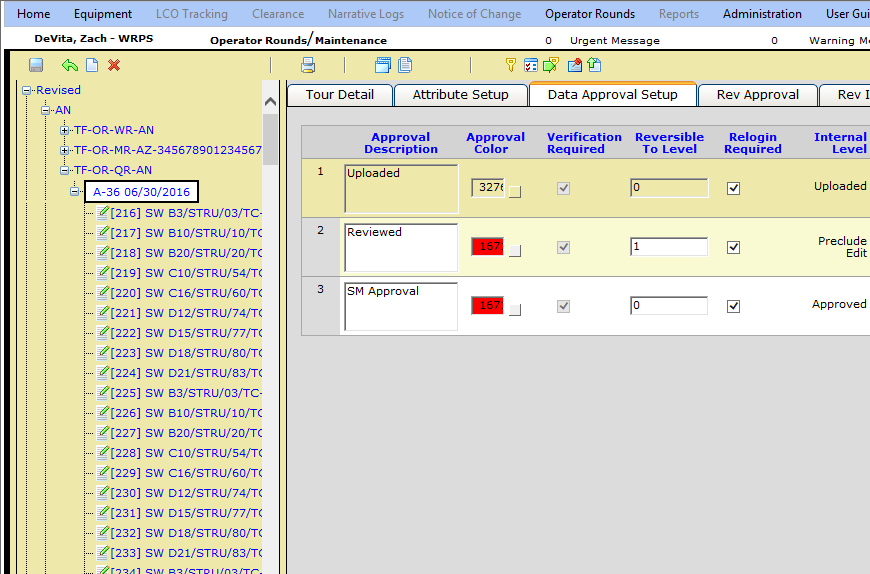 Home Equipment LCO Tracking Clearance Narrative Logs Notice of Change Operator Rounds Reports Administration User Gui
DeVita, Zach - WRPS Operator Rounds/Maintenance 0 Urgent Message 0 Warning Me
Revised
AN
TF-OR-WR-AN
TF-OR-MR-AZ-345678901234567
TF-OR-QR-AN
A-36 06/30/2016
[216] SW B3/STRU/03/TC-
[217] SW B10/STRU/10/TC
[218] SW B20/STRU/20/TC
[219] SW C10/STRU/54/TC
[220] SW C16/STRU/60/TC
[221] SW D12/STRU/74/TC
[222] SW D15/STRU/77/TC
[223] SW D18/STRU/80/TC
[224] SW D21/STRU/83/TC
[225] SW B3/STRU/03/TC-
[226] SW B10/STRU/10/TC
[227] SW B20/STRU/20/TC
[228] SW C10/STRU/54/TC
[229] SW C16/STRU/60/TC
[230] SW D12/STRU/74/TC
[231] SW D15/STRU/77/TC
[232] SW D18/STRU/80/TC
[233] SW D21/STRU/83/TC
[234] SW B3/STRU/03/TC-
Tour Detail Attribute Setup Data Approval Setup Rev Approval Rev I
Approval Approval Verification Reversible Relogin Internal
Description Color Required To Level Required Level
1 Uploaded 3276 0 Uploaded
2 Reviewed 167 1 Preclude
Edit
3 SM Approval 167 0 Approved